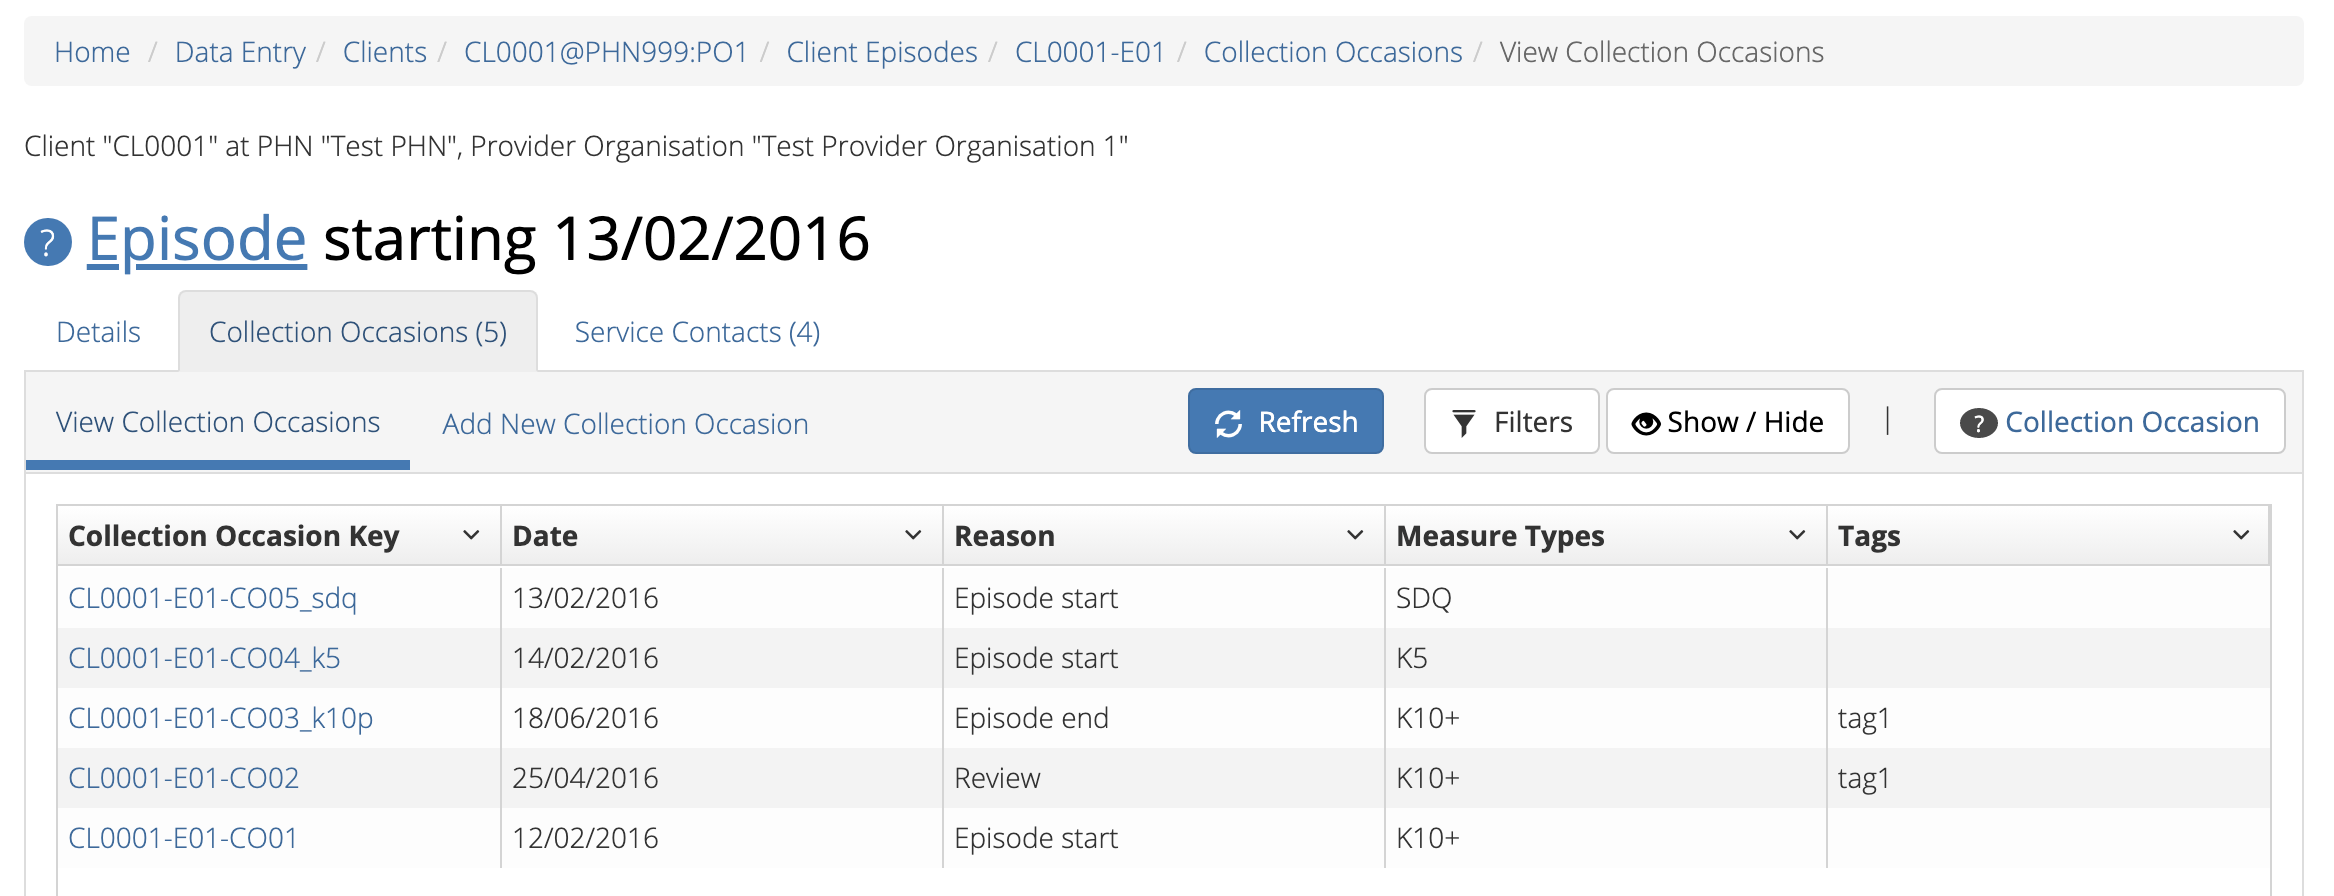 Home / Data Entry / Clients / CL0001@PHN999:PO1 / Client Episodes / CL0001-E01 / Collection Occasions / View Collection Occasions
Client "CL0001" at PHN "Test PHN", Provider Organisation "Test Provider Organisation 1"
? Episode starting 13/02/2016
Details Collection Occasions (5) Service Contacts (4)
View Collection Occasions Add New Collection Occasion Refresh Filters Show / Hide | ? Collection Occasion
Collection Occasion Key Date Reason Measure Types Tags
CL0001-E01-CO05_sdq 13/02/2016 Episode start SDQ
CL0001-E01-CO04_k5 14/02/2016 Episode start K5
CL0001-E01-CO03_k10p 18/06/2016 Episode end K10+ tag1
CL0001-E01-CO02 25/04/2016 Review K10+ tag1
CL0001-E01-CO01 12/02/2016 Episode start K10+